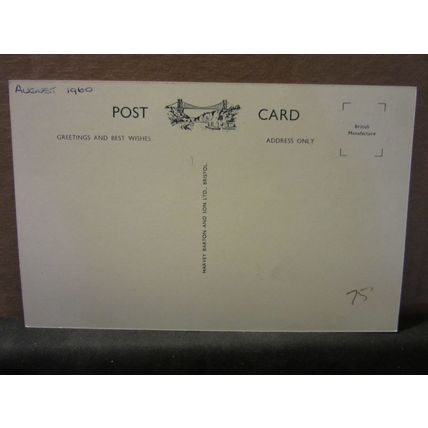 AUGUST 1960
POST CARD
GREETINGS AND BEST WISHES
ADDRESS ONLY
British
Manufacture
HARVEY BARTON AND SON LTD., BRISTOL.
75